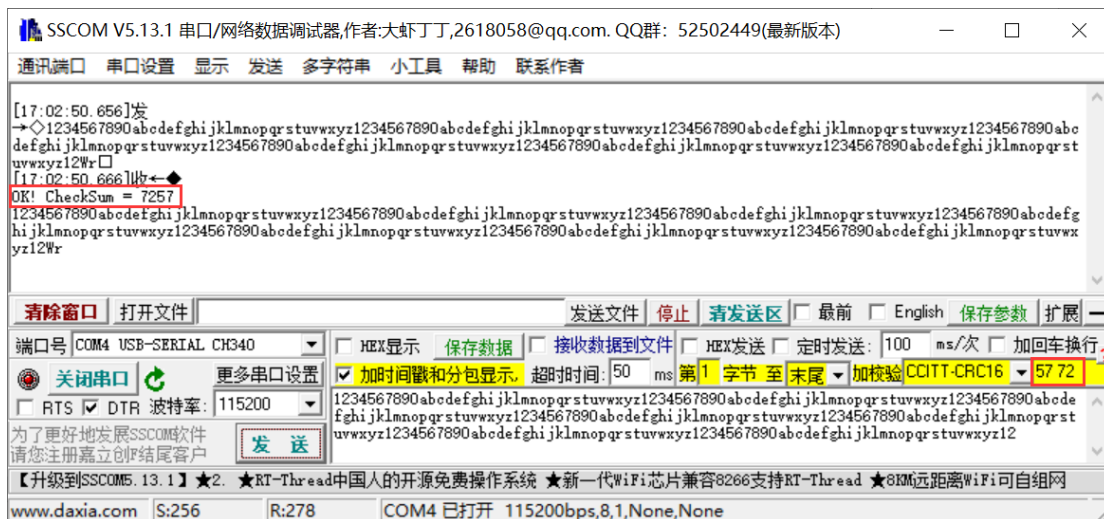 SSCOM V5.13.1 串口/网络数据调试器,作者:大虾丁丁,2618058@qq.com. QQ群：52502449(最新版本)
通讯端口 串口设置 显示 发送 多字符串 小工具 帮助 联系作者
[17:02:50.656]发
→◇1234567890abcdefghijklmnopqrstuvwxyz1234567890abcdefghijklmnopqrstuvwxyz1234567890abcdefghijklmnopqrstuvwxyz1234567890abc
defghijklmnopqrstuvwxyz1234567890abcdefghijklmnopqrstuvwxyz1234567890abcdefghijklmnopqrstuvwxyz1234567890abcdefghijklmnopqrst
uvwxyz12Wr□
[17:02:50.666]收←◆
OK! CheckSum = 7257
1234567890abcdefghijklmnopqrstuvwxyz1234567890abcdefghijklmnopqrstuvwxyz1234567890abcdefghijklmnopqrstuvwxyz1234567890abcdefg
hijklmnopqrstuvwxyz1234567890abcdefghijklmnopqrstuvwxyz1234567890abcdefghijklmnopqrstuvwxyz1234567890abcdefghijklmnopqrstuvwx
yz12Wr
清除窗口 打开文件 发送文件 停止 清发送区 最前 English 保存参数 扩展
端口号 COM4 USB-SERIAL CH340 HEX显示 保存数据 接收数据到文件 HEX发送 定时发送: 100 ms/次 加回车换行
关闭串口 更多串口设置 加时间戳和分包显示, 超时时间: 50 ms 第1 字节 至 末尾 加校验 CCITT-CRC16 57 72
RTS DTR 波特率: 115200
1234567890abcdefghijklmnopqrstuvwxyz1234567890abcdefghijklmnopqrstuvwxyz1234567890abcdefghijklmnopqrstuvwxyz1234567890abcde
fghijklmnopqrstuvwxyz1234567890abcdefghijklmnopqrstuvwxyz1234567890abcdefghijklmnopqrstuvwxyz1234567890abcdefghijklmnopqrst
uvwxyz1234567890abcdefghijklmnopqrstuvwxyz1234567890abcdefghijklmnopqrstuvwxyz12
为了更好地发展SSCOM软件
请您注册嘉立创F结尾客户
发 送
【升级到SSCOM5.13.1】★2. ★RT-Thread中国人的开源免费操作系统 ★新一代WiFi芯片兼容8266支持RT-Thread ★8KM远距离WiFi可自组网
www.daxia.com S:256 R:278 COM4 已打开 115200bps,8,1,None,None